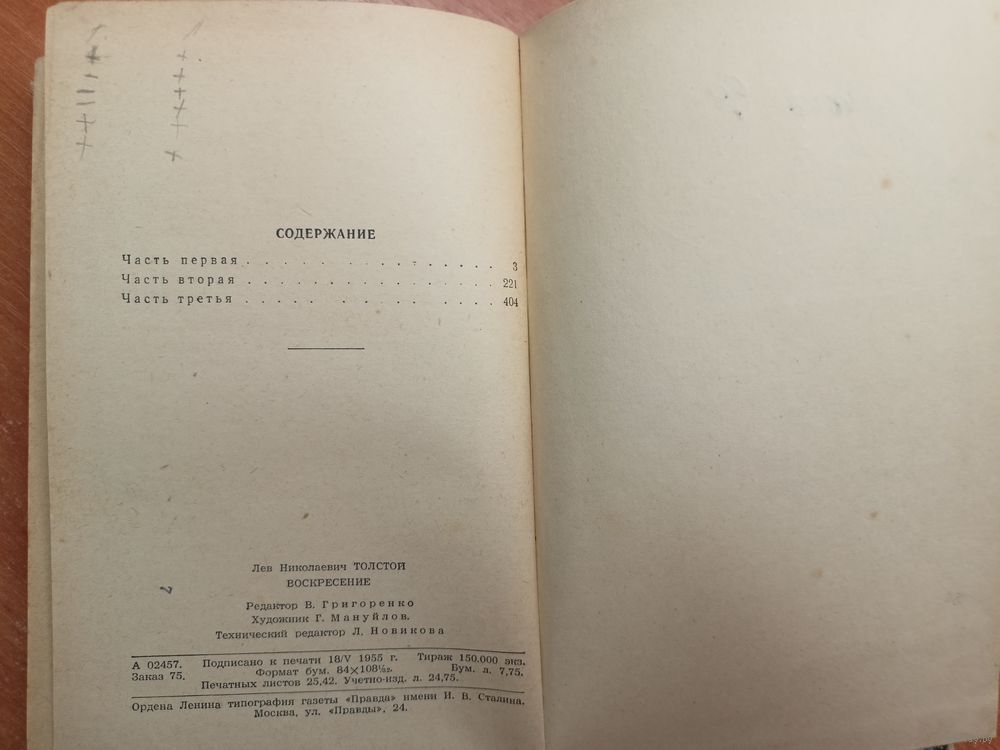 СОДЕРЖАНИЕ
Часть первая . . . . . . . . . . . . . . . . 3
Часть вторая . . . . . . . . . . . . . . . . 221
Часть третья . . . . . . . . . . . . . . . 404
Лев Николаевич ТОЛСТОЙ
ВОСКРЕСЕНИЕ
Редактор В. Григоренко
Художник Г. Мануйлов.
Технический редактор Л. Новикова
А 02457. Подписано к печати 18/V 1955 г. Тираж 150.000 экз.
Заказ 75. Формат бум. 84×108½₂. Бум. л. 7,75.
Печатных листов 25,42. Учетно-изд. л. 24,75.
Ордена Ленина типография газеты «Правда» имени И. В. Сталина.
Москва, ул. «Правды», 24.